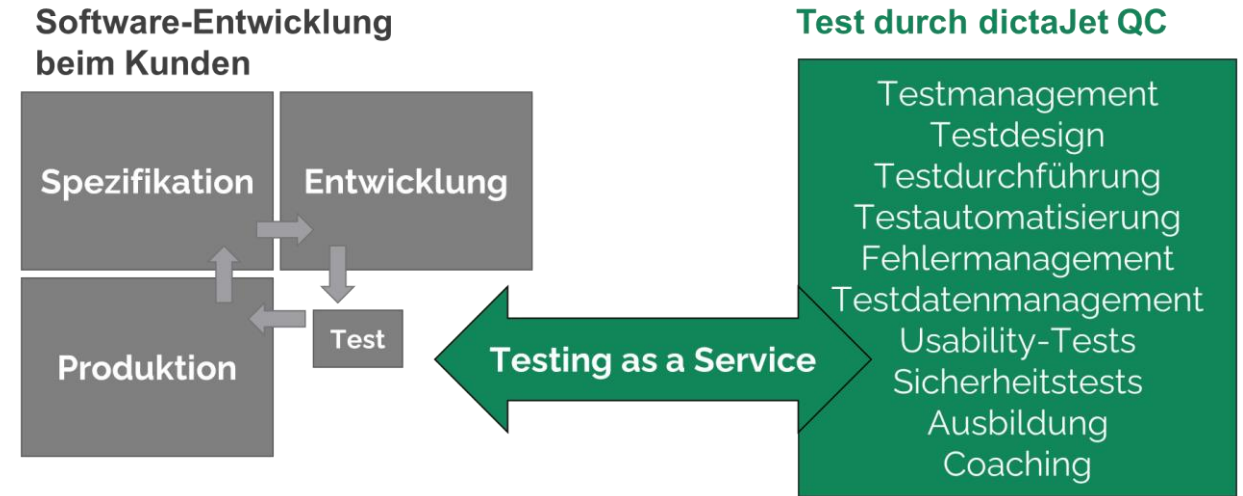 Software-Entwicklung
beim Kunden
Spezifikation
Entwicklung
Produktion
Test
Testing as a Service
Test durch dictaJet QC
Testmanagement
Testdesign
Testdurchführung
Testautomatisierung
Fehlermanagement
Testdatenmanagement
Usability-Tests
Sicherheitstests
Ausbildung
Coaching